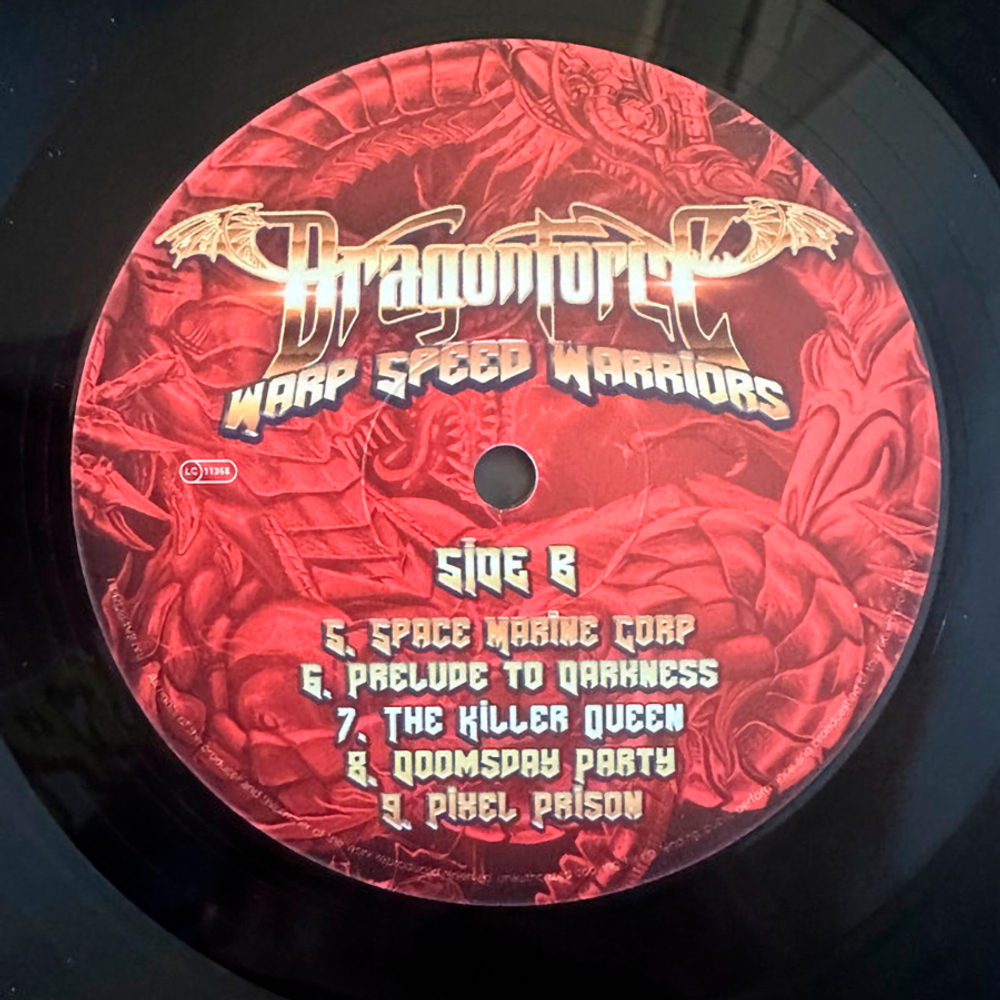 DragonForce
WARP SPEED WARRIORS
LC 11368
SIDE B
5. SPACE MARINE CORP
6. PRELUDE TO DARKNESS
7. THE KILLER QUEEN
8. DOOMSDAY PARTY
9. PIXEL PRISON